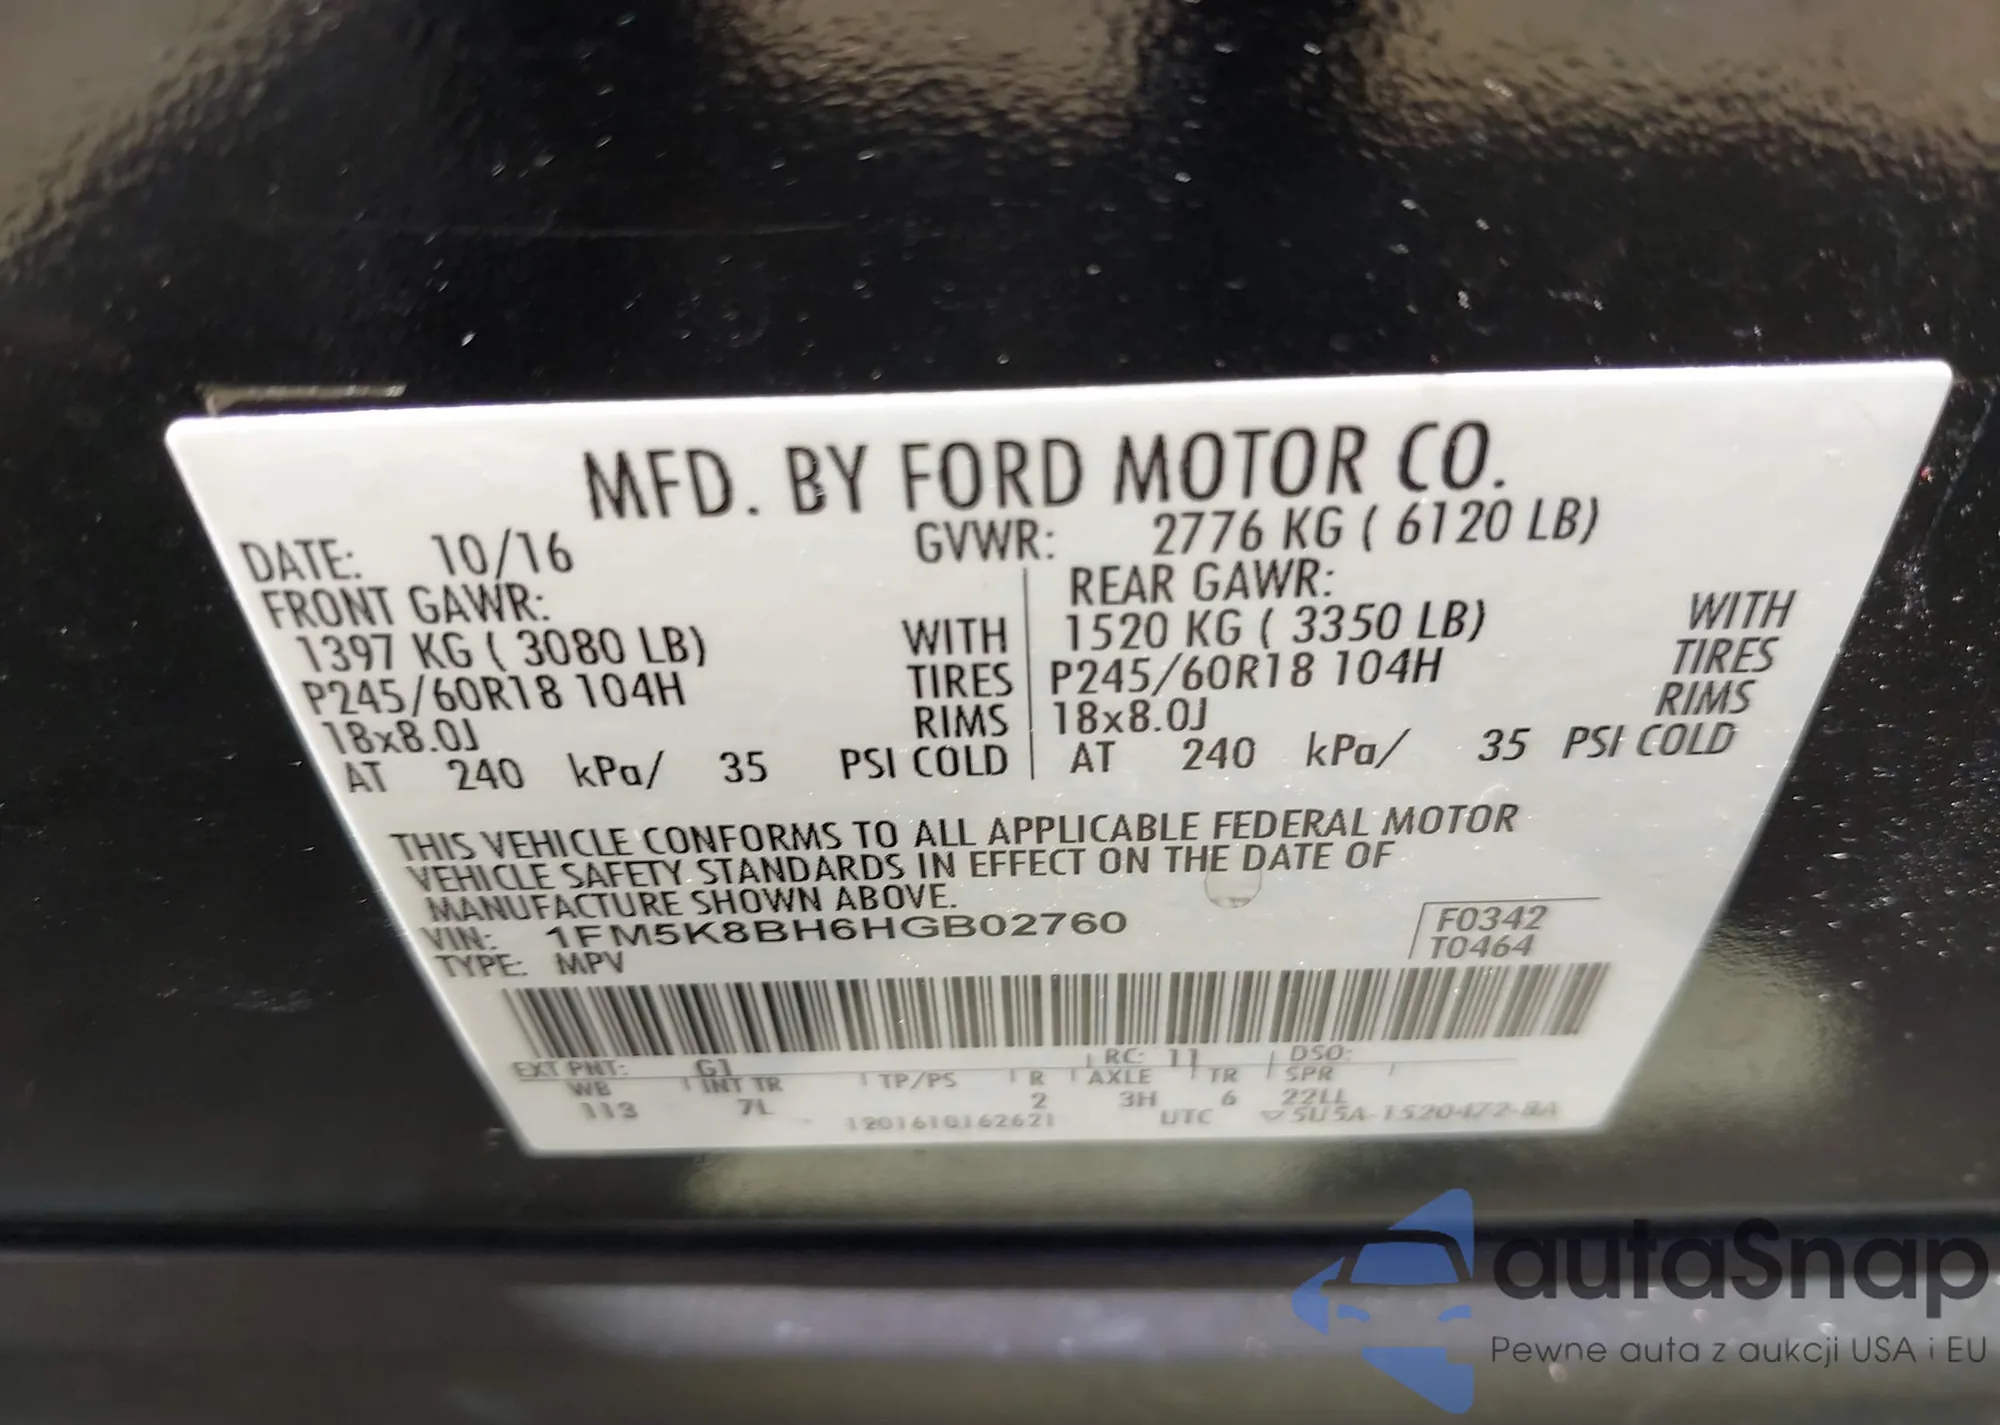 MFD. BY FORD MOTOR CO.
DATE: 10/16 GVWR: 2776 KG ( 6120 LB)
FRONT GAWR: REAR GAWR:
1397 KG ( 3080 LB) WITH 1520 KG ( 3350 LB) WITH
P245/60R18 104H TIRES P245/60R18 104H TIRES
18x8.0J RIMS 18x8.0J RIMS
AT 240 kPa/ 35 PSI COLD AT 240 kPa/ 35 PSI COLD
THIS VEHICLE CONFORMS TO ALL APPLICABLE FEDERAL MOTOR
VEHICLE SAFETY STANDARDS IN EFFECT ON THE DATE OF
MANUFACTURE SHOWN ABOVE.
VIN: 1FM5K8BH6HGB02760 F0342
TYPE: MPV T0464
EXT PNT: G1 RC: 11 DSO:
WB INT TR TP/PS R AXLE TR SPR
113 7L 2 3H 6 22LL
1201610162621 UTC 5U5A-1520472-BA
autaSnap
Pewne auta z aukcji USA i EU